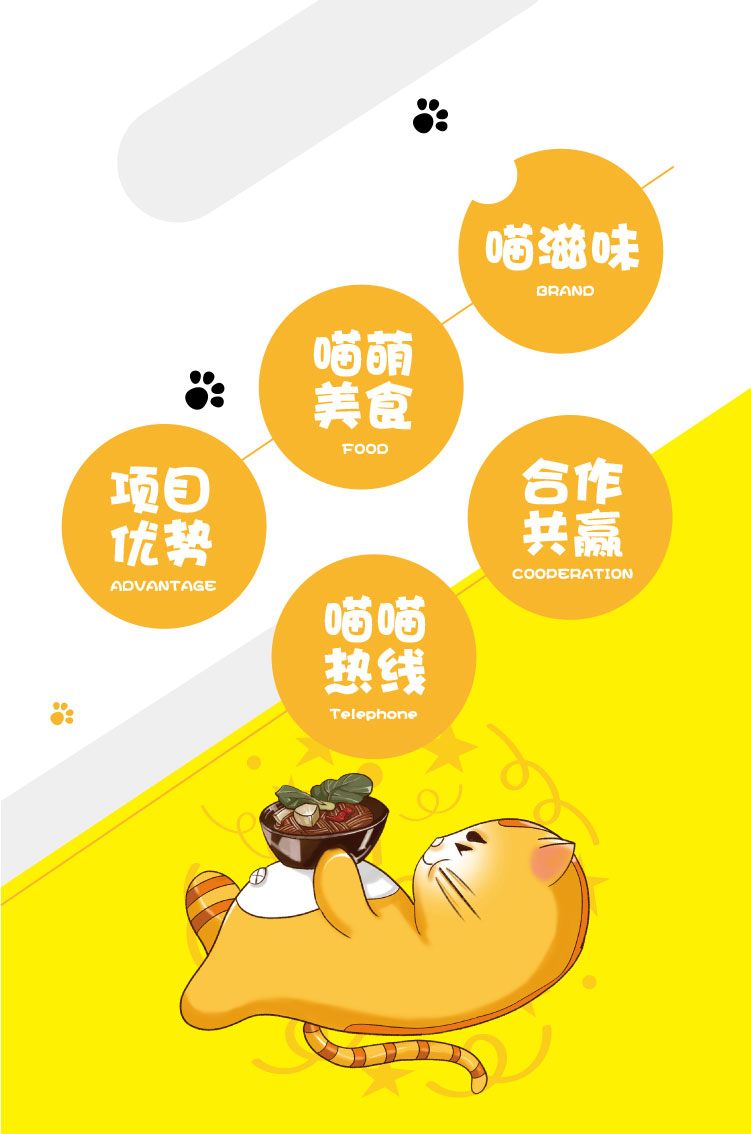 喵滋味
BRAND
喵萌
美食
FOOD
项目
优势
ADVANTAGE
合作
共赢
COOPERATION
喵喵
热线
Telephone